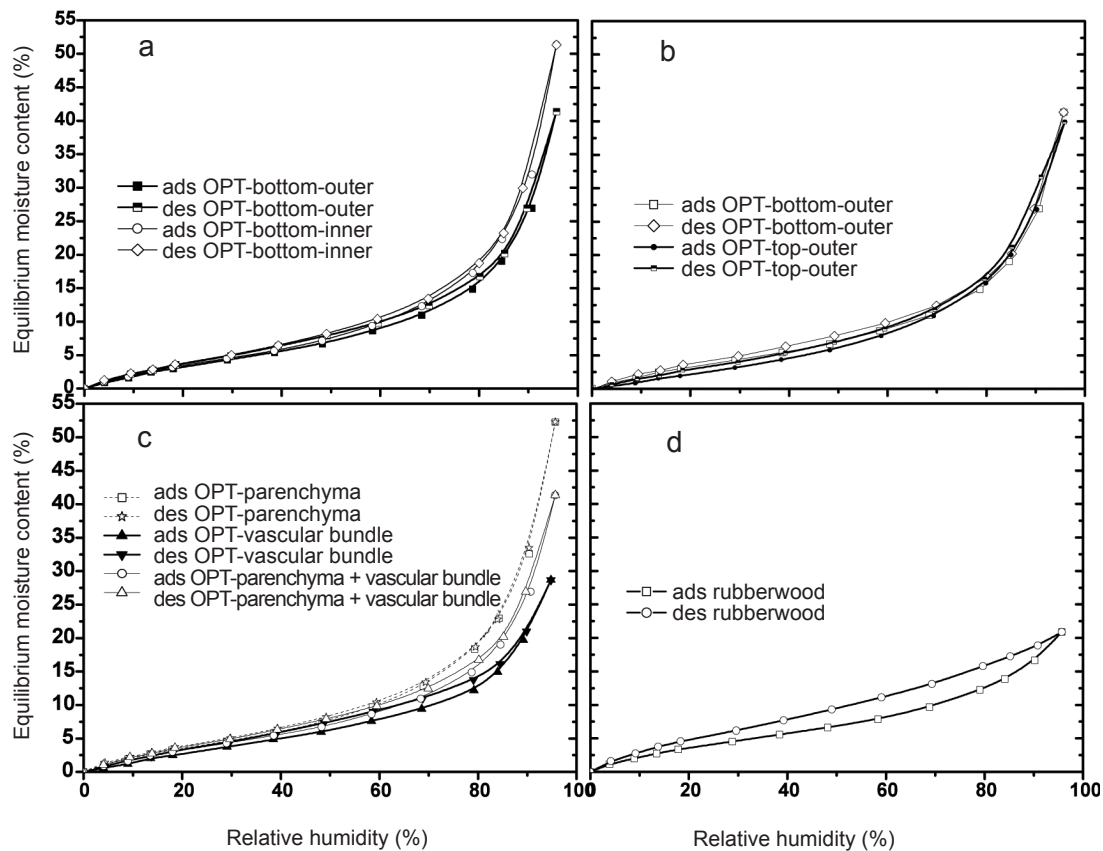 a
55
50
45
40
35
30
25
20
15
10
5
0
Equilibrium moisture content (%)
ads OPT-bottom-outer
des OPT-bottom-outer
ads OPT-bottom-inner
des OPT-bottom-inner
b
ads OPT-bottom-outer
des OPT-bottom-outer
ads OPT-top-outer
des OPT-top-outer
c
55
50
45
40
35
30
25
20
15
10
5
0
Equilibrium moisture content (%)
ads OPT-parenchyma
des OPT-parenchyma
ads OPT-vascular bundle
des OPT-vascular bundle
ads OPT-parenchyma + vascular bundle
des OPT-parenchyma + vascular bundle
0 20 40 60 80 100
Relative humidity (%)
d
ads rubberwood
des rubberwood
0 20 40 60 80 100
Relative humidity (%)